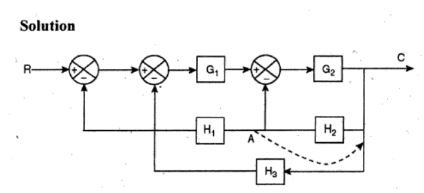 Solution
R + - + - G1 + - G2 C
H1 A H2
H3